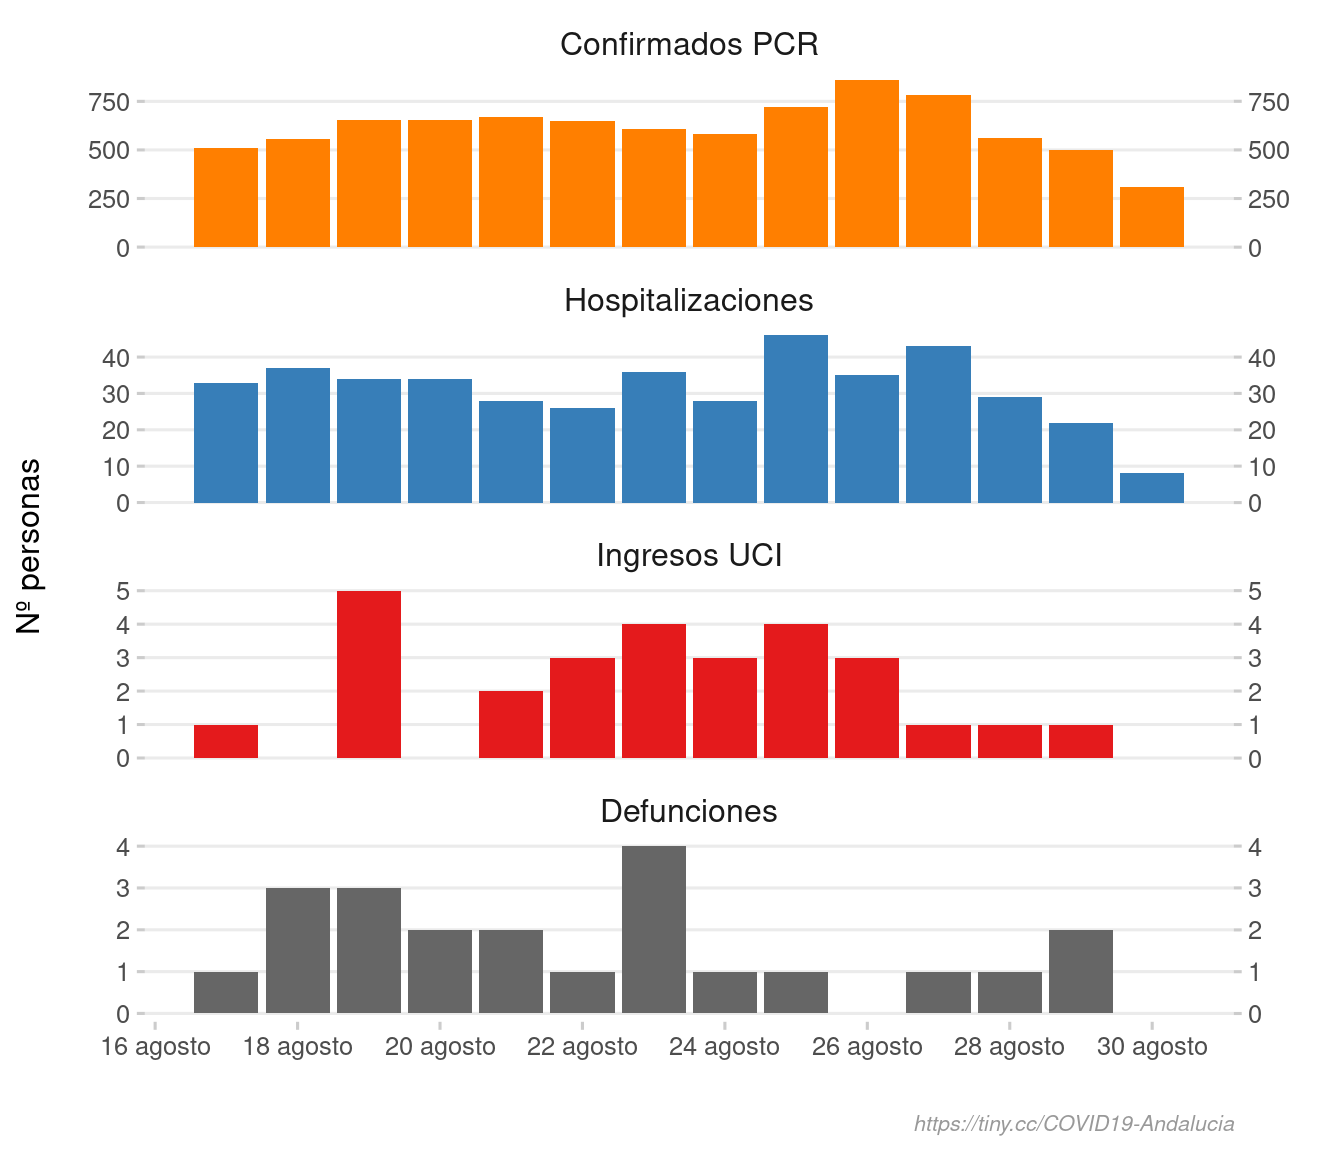 Confirmados PCR
750 750
500 500
250 250
0 0
Hospitalizaciones
40 40
30 30
20 20
10 10
0 0
Nº personas
Ingresos UCI
5 5
4 4
3 3
2 2
1 1
0 0
Defunciones
4 4
3 3
2 2
1 1
0 0
16 agosto 18 agosto 20 agosto 22 agosto 24 agosto 26 agosto 28 agosto 30 agosto
https://tiny.cc/COVID19-Andalucia